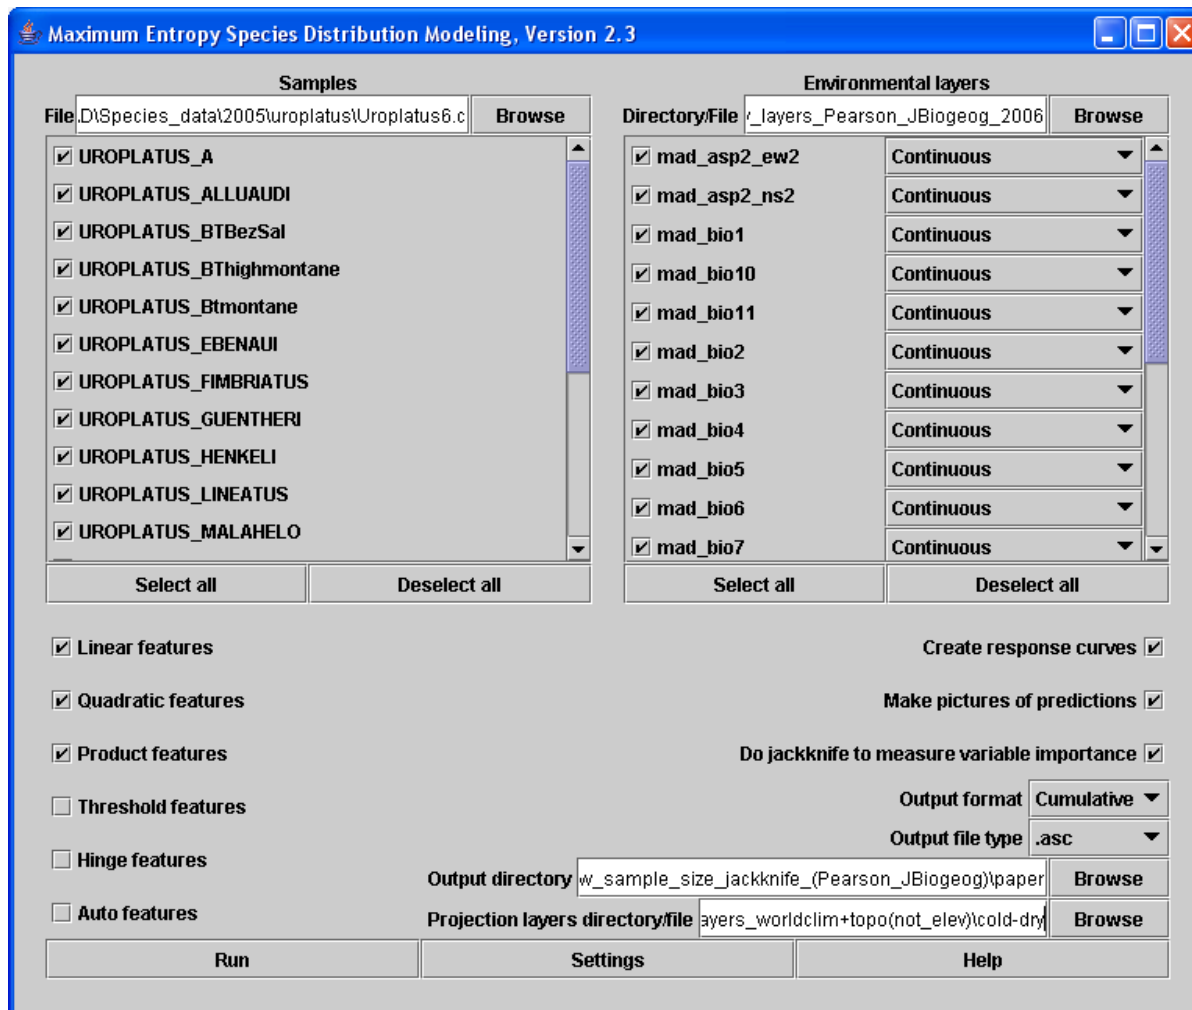 Maximum Entropy Species Distribution Modeling, Version 2.3
Samples
File .D\Species_data\2005\uroplatus\Uroplatus6.c Browse
UROPLATUS_A
UROPLATUS_ALLUAUDI
UROPLATUS_BTBezSal
UROPLATUS_BThighmontane
UROPLATUS_Btmontane
UROPLATUS_EBENAUI
UROPLATUS_FIMBRIATUS
UROPLATUS_GUENTHERI
UROPLATUS_HENKELI
UROPLATUS_LINEATUS
UROPLATUS_MALAHELO
Select all Deselect all
Environmental layers
Directory/File _layers_Pearson_JBiogeog_2006 Browse
mad_asp2_ew2 Continuous
mad_asp2_ns2 Continuous
mad_bio1 Continuous
mad_bio10 Continuous
mad_bio11 Continuous
mad_bio2 Continuous
mad_bio3 Continuous
mad_bio4 Continuous
mad_bio5 Continuous
mad_bio6 Continuous
mad_bio7 Continuous
Select all Deselect all
Linear features
Quadratic features
Product features
Threshold features
Hinge features
Auto features
Create response curves
Make pictures of predictions
Do jackknife to measure variable importance
Output format Cumulative
Output file type .asc
Output directory w_sample_size_jackknife_(Pearson_JBiogeog)\paper Browse
Projection layers directory/file ayers_worldclim+topo(not_elev)\cold-dry Browse
Run Settings Help